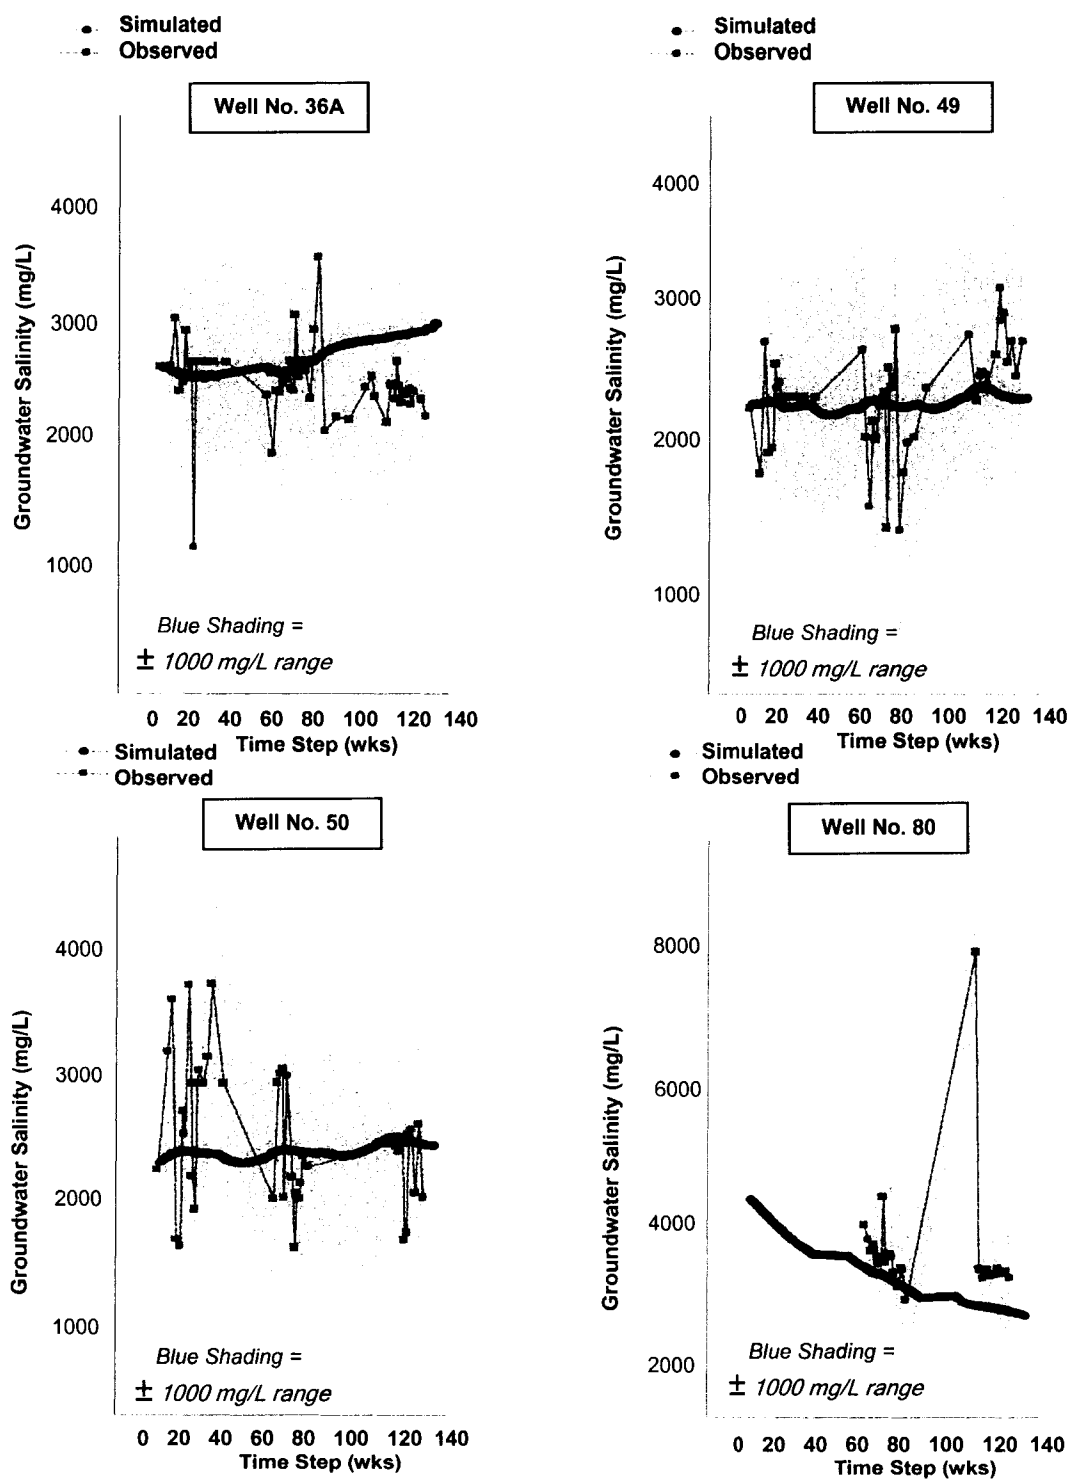 Simulated
Observed
Well No. 36A
4000
3000
2000
1000
Groundwater Salinity (mg/L)
Blue Shading =
± 1000 mg/L range
0 20 40 60 80 100 120 140
Time Step (wks)
Simulated
Observed
Well No. 49
4000
3000
2000
1000
Groundwater Salinity (mg/L)
Blue Shading =
± 1000 mg/L range
0 20 40 60 80 100 120 140
Time Step (wks)
Simulated
Observed
Well No. 50
4000
3000
2000
1000
Groundwater Salinity (mg/L)
Blue Shading =
± 1000 mg/L range
0 20 40 60 80 100 120 140
Time Step (wks)
Simulated
Observed
Well No. 80
8000
6000
4000
2000
Groundwater Salinity (mg/L)
Blue Shading =
± 1000 mg/L range
0 20 40 60 80 100 120 140
Time Step (wks)